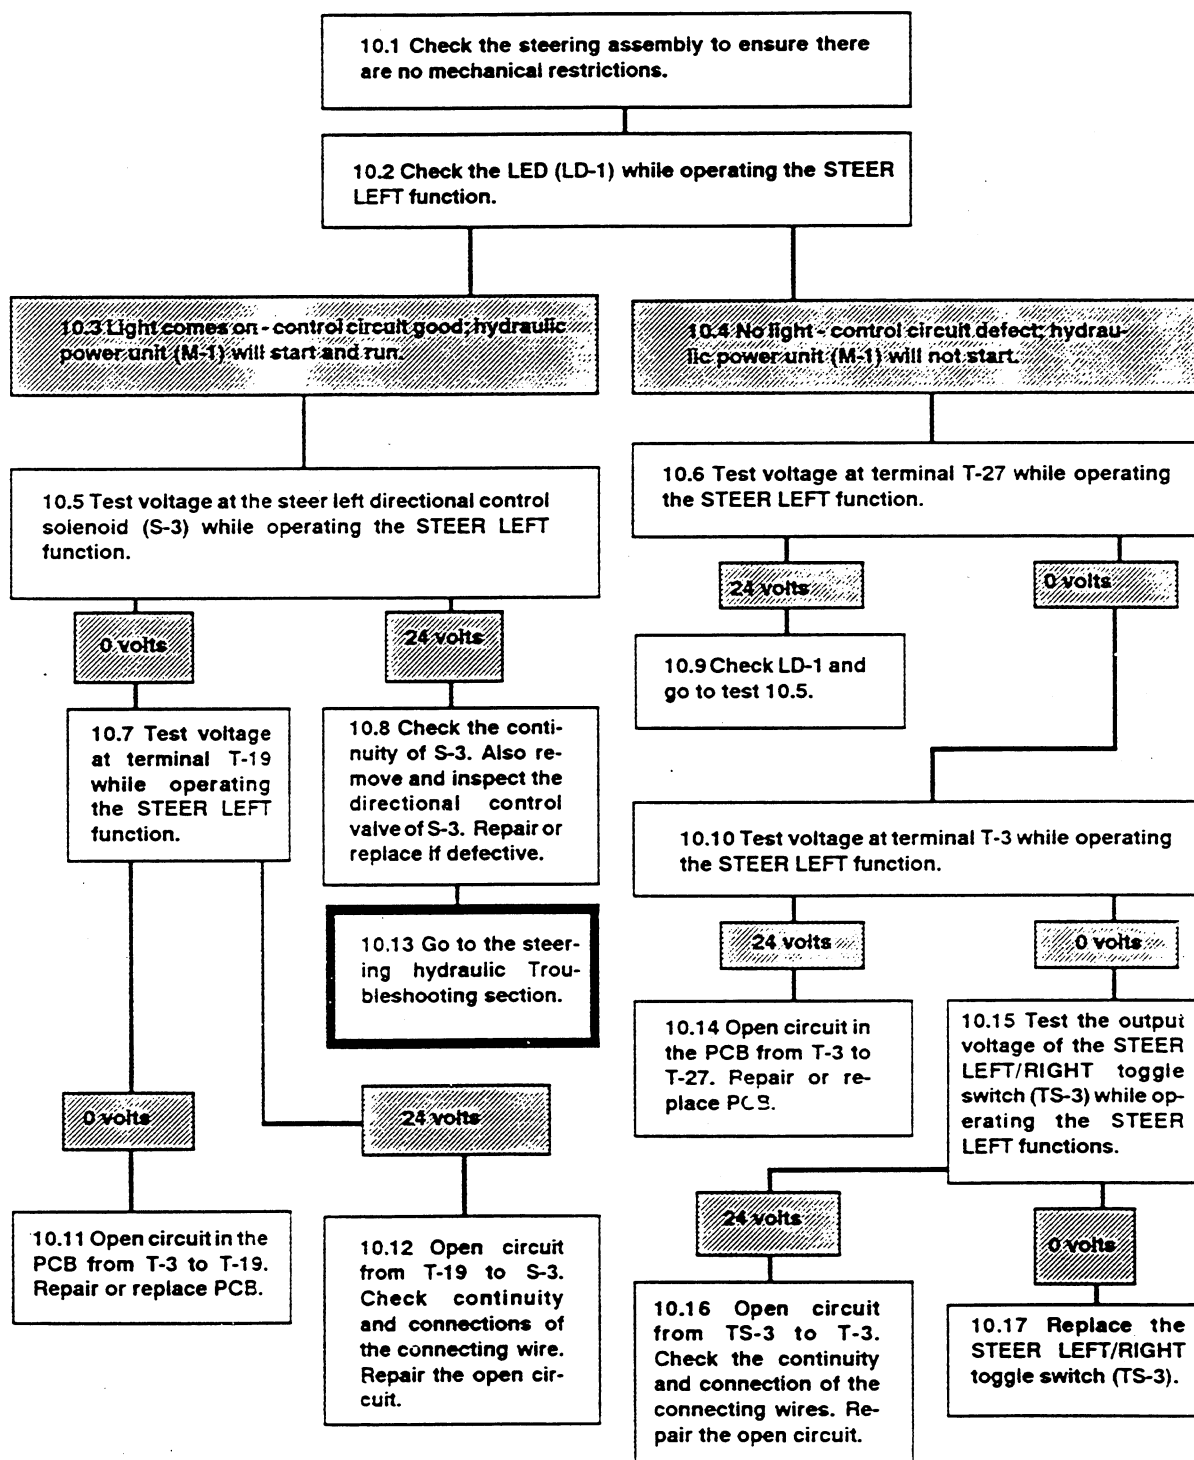 10.1 Check the steering assembly to ensure there
are no mechanical restrictions.
10.2 Check the LED (LD-1) while operating the STEER
LEFT function.
10.3 Light comes on - control circuit good; hydraulic
power unit (M-1) will start and run.
10.4 No light - control circuit defect; hydrau-
lic power unit (M-1) will not start.
10.5 Test voltage at the steer left directional control
solenoid (S-3) while operating the STEER LEFT
function.
10.6 Test voltage at terminal T-27 while operating
the STEER LEFT function.
0 volts
24 volts
24 volts
0 volts
10.7 Test voltage
at terminal T-19
while operating
the STEER LEFT
function.
10.8 Check the conti-
nuity of S-3. Also re-
move and inspect the
directional control
valve of S-3. Repair or
replace if defective.
10.9 Check LD-1 and
go to test 10.5.
10.10 Test voltage at terminal T-3 while operating
the STEER LEFT function.
10.13 Go to the steer-
ing hydraulic Trou-
bleshooting section.
24 volts
0 volts
10.14 Open circuit in
the PCB from T-3 to
T-27. Repair or re-
place PCB.
10.15 Test the output
voltage of the STEER
LEFT/RIGHT toggle
switch (TS-3) while op-
erating the STEER
LEFT functions.
0 volts
24 volts
24 volts
0 volts
10.11 Open circuit in the
PCB from T-3 to T-19.
Repair or replace PCB.
10.12 Open circuit
from T-19 to S-3.
Check continuity
and connections of
the connecting wire.
Repair the open cir-
cuit.
10.16 Open circuit
from TS-3 to T-3.
Check the continuity
and connection of the
connecting wires. Re-
pair the open circuit.
10.17 Replace the
STEER LEFT/RIGHT
toggle switch (TS-3).